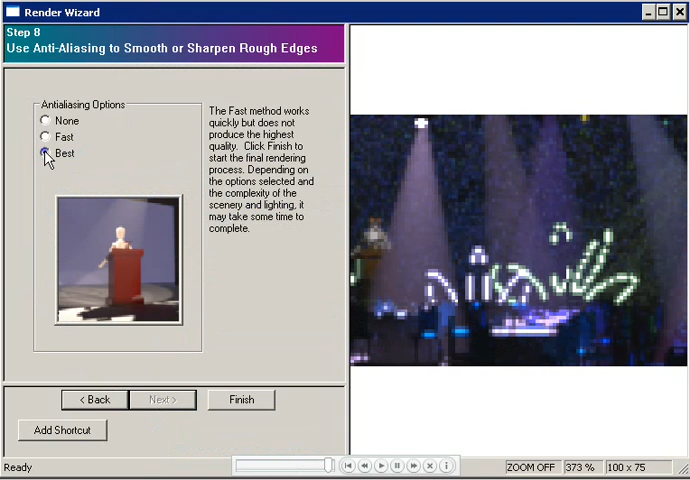 Render Wizard
Step 8
Use Anti-Aliasing to Smooth or Sharpen Rough Edges
Antialiasing Options
None
Fast
Best
The Fast method works
quickly but does not
produce the highest
quality. Click Finish to
start the final rendering
process. Depending on
the options selected and
the complexity of the
scenery and lighting, it
may take some time to
complete.
< Back
Next >
Finish
Add Shortcut
Ready
ZOOM OFF
373 %
100 x 75